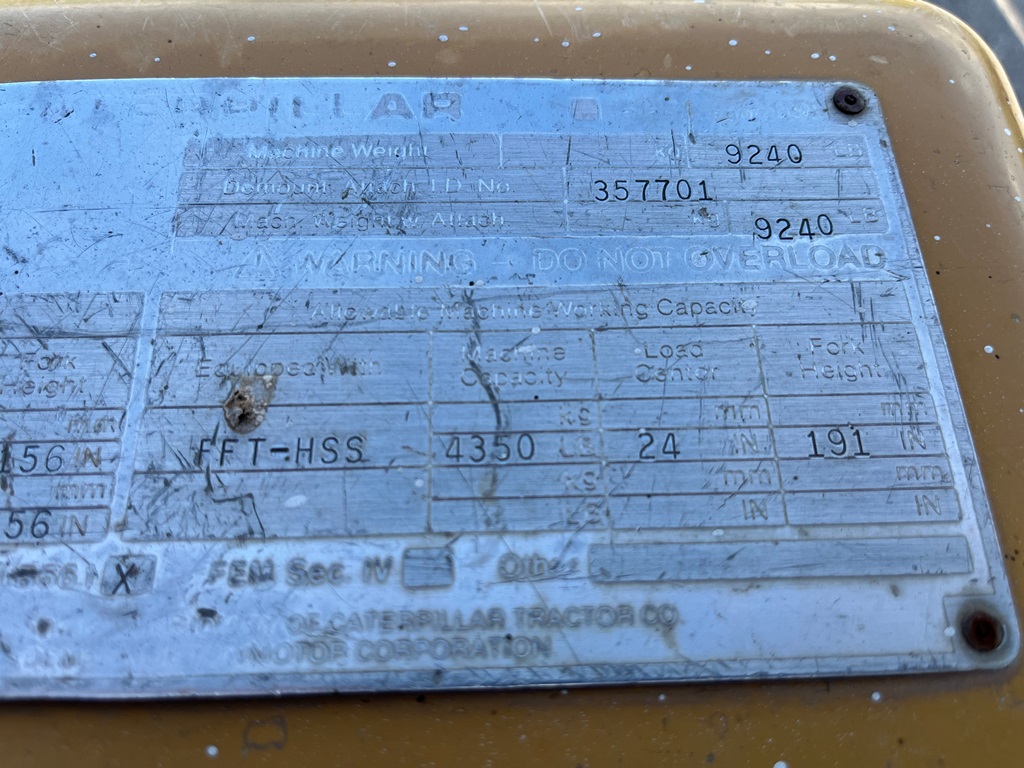 CATERPILLAR
Machine Weight kg 9240 LB
Demount. Attach. I.D. No. 357701
Mach. Weight w/Attach. kg 9240 LB
⚠ WARNING - DO NOT OVERLOAD
Allowable Machine Working Capacity
Fork Height Equipped With Machine Capacity Load Center Fork Height
mm kg mm mm
156 IN FFT-HSS 4350 LB 24 IN 191 IN
mm kg mm mm
156 IN LB IN IN
X FEM Sec. IV Other
OF CATERPILLAR TRACTOR CO.
MOTOR CORPORATION